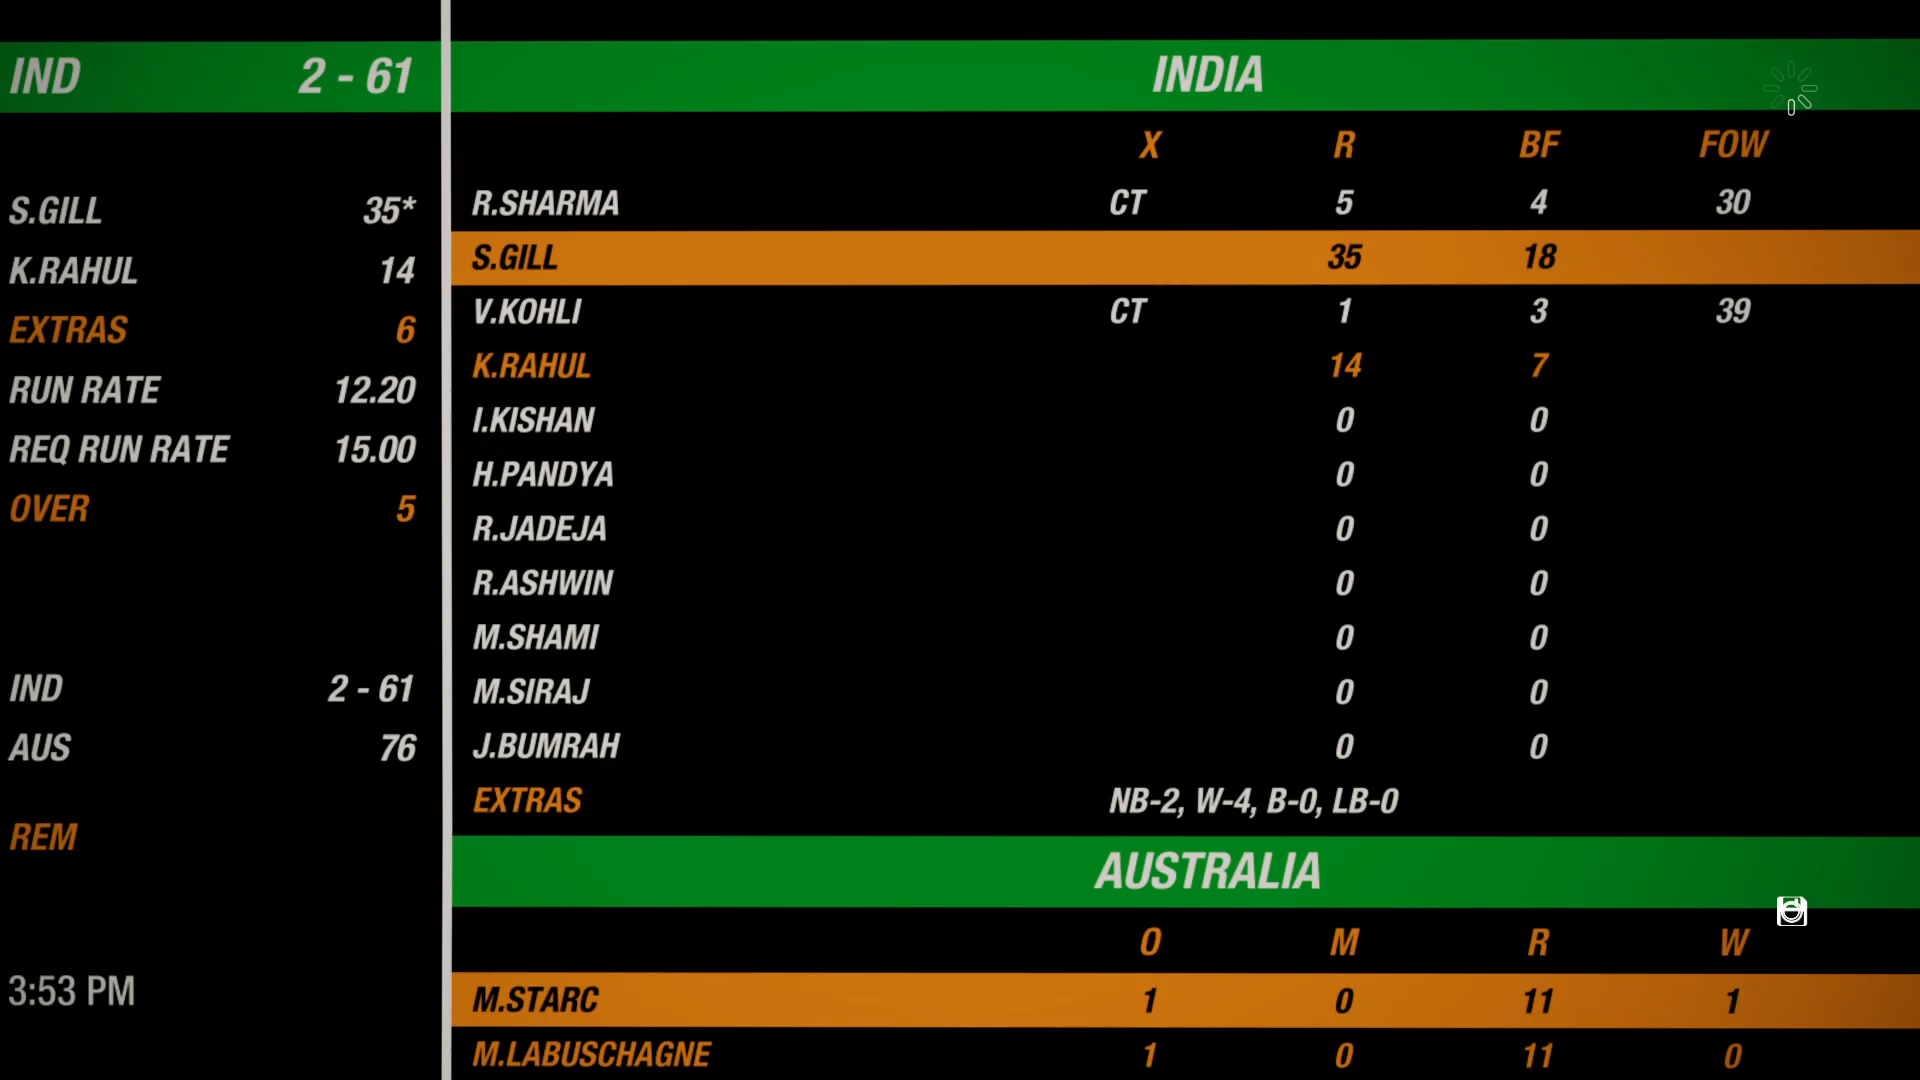 IND 2 - 61
S.GILL 35*
K.RAHUL 14
EXTRAS 6
RUN RATE 12.20
REQ RUN RATE 15.00
OVER 5
IND 2 - 61
AUS 76
REM
3:53 PM
INDIA
X R BF FOW
R.SHARMA CT 5 4 30
S.GILL 35 18
V.KOHLI CT 1 3 39
K.RAHUL 14 7
I.KISHAN 0 0
H.PANDYA 0 0
R.JADEJA 0 0
R.ASHWIN 0 0
M.SHAMI 0 0
M.SIRAJ 0 0
J.BUMRAH 0 0
EXTRAS NB-2, W-4, B-0, LB-0
AUSTRALIA
O M R W
M.STARC 1 0 11 1
M.LABUSCHAGNE 1 0 11 0